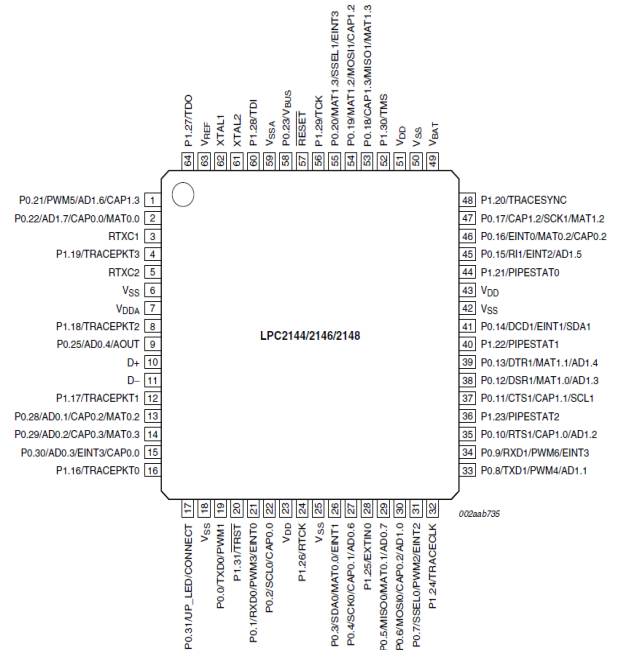 P1.27/TDO
VREF
XTAL1
XTAL2
P1.28/TDI
VSSA
P0.23/VBUS
RESET
P1.29/TCK
P0.20/MAT1.3/SSEL1/EINT3
P0.19/MAT1.2/MOSI1/CAP1.2
P0.18/CAP1.3/MISO1/MAT1.3
P1.30/TMS
VDD
VSS
VBAT
64
63
62
61
60
59
58
57
56
55
54
53
52
51
50
49
P0.21/PWM5/AD1.6/CAP1.3 1
P0.22/AD1.7/CAP0.0/MAT0.0 2
RTXC1 3
P1.19/TRACEPKT3 4
RTXC2 5
VSS 6
VDDA 7
P1.18/TRACEPKT2 8
P0.25/AD0.4/AOUT 9
D+ 10
D− 11
P1.17/TRACEPKT1 12
P0.28/AD0.1/CAP0.2/MAT0.2 13
P0.29/AD0.2/CAP0.3/MAT0.3 14
P0.30/AD0.3/EINT3/CAP0.0 15
P1.16/TRACEPKT0 16
LPC2144/2146/2148
48 P1.20/TRACESYNC
47 P0.17/CAP1.2/SCK1/MAT1.2
46 P0.16/EINT0/MAT0.2/CAP0.2
45 P0.15/RI1/EINT2/AD1.5
44 P1.21/PIPESTAT0
43 VDD
42 VSS
41 P0.14/DCD1/EINT1/SDA1
40 P1.22/PIPESTAT1
39 P0.13/DTR1/MAT1.1/AD1.4
38 P0.12/DSR1/MAT1.0/AD1.3
37 P0.11/CTS1/CAP1.1/SCL1
36 P1.23/PIPESTAT2
35 P0.10/RTS1/CAP1.0/AD1.2
34 P0.9/RXD1/PWM6/EINT3
33 P0.8/TXD1/PWM4/AD1.1
17
18
19
20
21
22
23
24
25
26
27
28
29
30
31
32
P0.31/UP_LED/CONNECT
VSS
P0.0/TXD0/PWM1
P1.31/TRST
P0.1/RXD0/PWM3/EINT0
P0.2/SCL0/CAP0.0
VDD
P1.26/RTCK
VSS
P0.3/SDA0/MAT0.0/EINT1
P0.4/SCK0/CAP0.1/AD0.6
P1.25/EXTIN0
P0.5/MISO0/MAT0.1/AD0.7
P0.6/MOSI0/CAP0.2/AD1.0
P0.7/SSEL0/PWM2/EINT2
P1.24/TRACECLK
002aab735